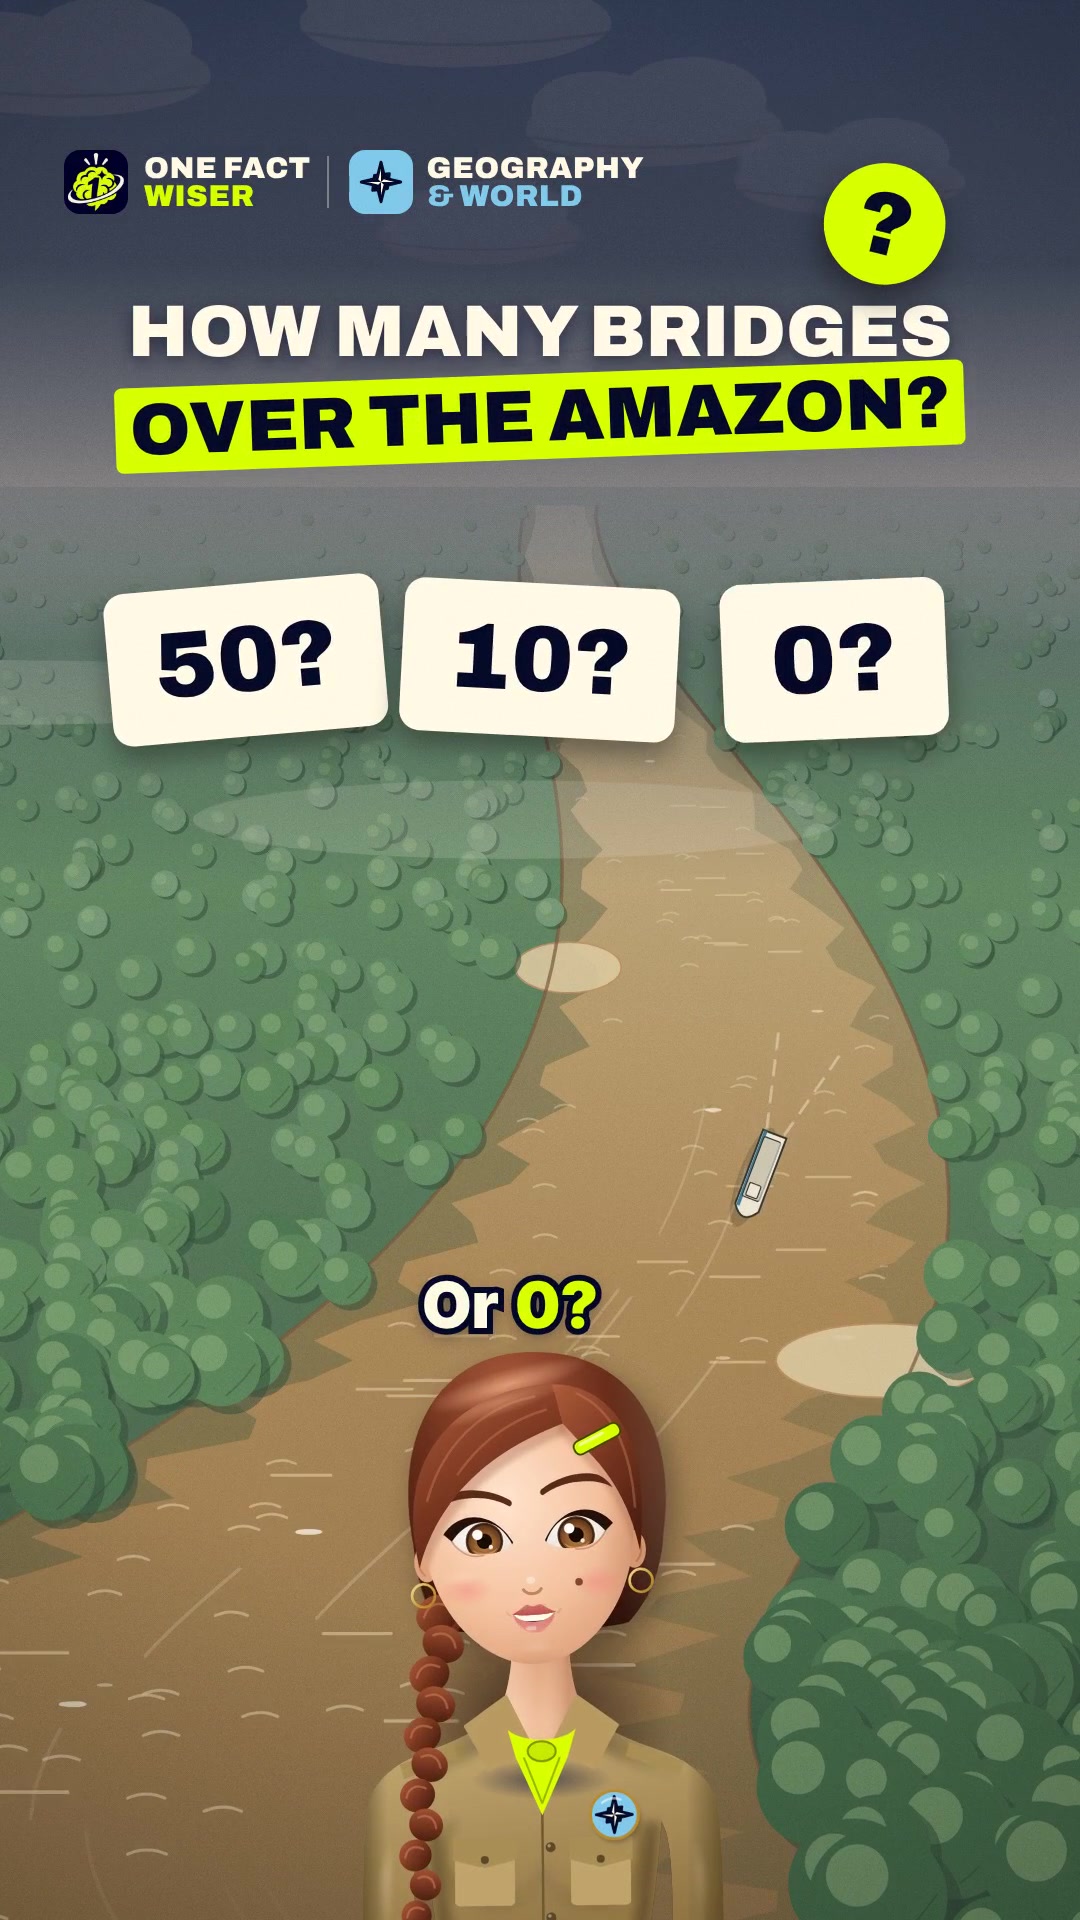 ONE FACT
WISER
GEOGRAPHY
& WORLD
?
HOW MANY BRIDGES
OVER THE AMAZON?
50?
10?
0?
Or 0?